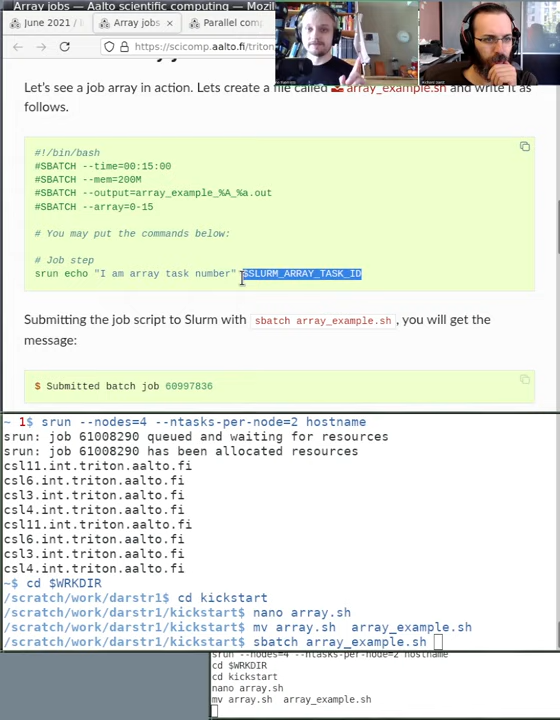 Array jobs — Aalto scientific computing — Mozil
June 2021 /
Array jobs
Parallel comp
https://scicomp.aalto.fi/triton
Let's see a job array in action. Lets create a file called array_example.sh and write it as
follows.
#!/bin/bash
#SBATCH --time=00:15:00
#SBATCH --mem=200M
#SBATCH --output=array_example_%A_%a.out
#SBATCH --array=0-15
# You may put the commands below:
# Job step
srun echo "I am array task number" $SLURM_ARRAY_TASK_ID
Submitting the job script to Slurm with sbatch array_example.sh, you will get the
message:
$ Submitted batch job 60997836
~ 1$ srun --nodes=4 --ntasks-per-node=2 hostname
srun: job 61008290 queued and waiting for resources
srun: job 61008290 has been allocated resources
csl11.int.triton.aalto.fi
csl6.int.triton.aalto.fi
csl3.int.triton.aalto.fi
csl4.int.triton.aalto.fi
csl11.int.triton.aalto.fi
csl6.int.triton.aalto.fi
csl3.int.triton.aalto.fi
csl4.int.triton.aalto.fi
~$ cd $WRKDIR
/scratch/work/darstr1$ cd kickstart
/scratch/work/darstr1/kickstart$ nano array.sh
/scratch/work/darstr1/kickstart$ mv array.sh  array_example.sh
/scratch/work/darstr1/kickstart$ sbatch array_example.sh
srun --nodes=4 --ntasks-per-node=2 hostname
cd $WRKDIR
cd kickstart
nano array.sh
mv array.sh  array_example.sh